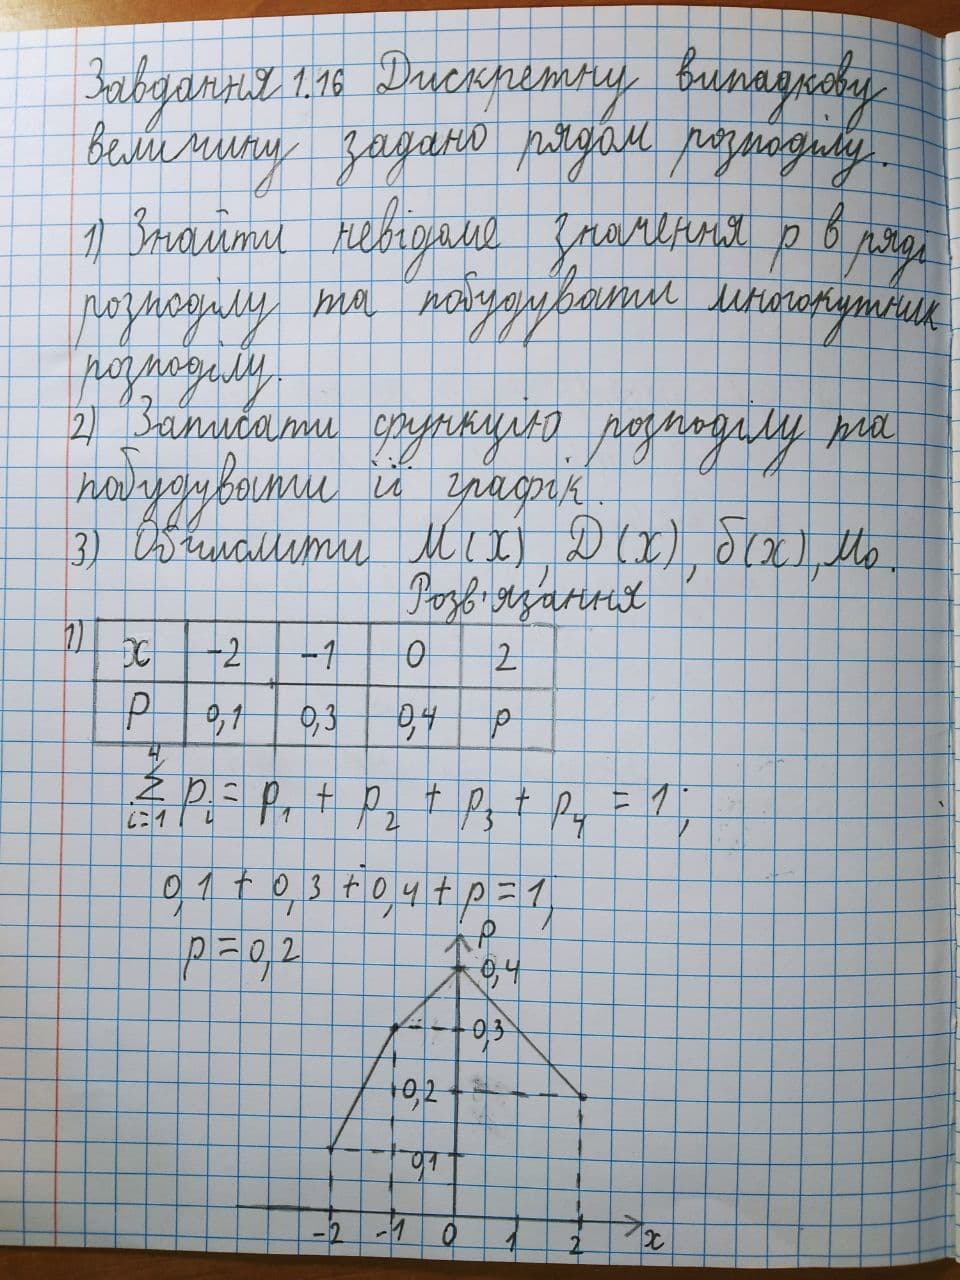 Завдання 1.16 Дискретну випадкову
величину задано рядом розподілу.
1) Знайти невідоме значення p в ряді
розподілу та побудувати многокутник
розподілу.
2) Записати функцію розподілу та
побудувати її графік.
3) Обчислити M(x), Д(x), б(x), Mo.
Розв'язання
1) x -2 -1 0 2
P 0,1 0,3 0,4 p
4
Σ pᵢ = p₁ + p₂ + p₃ + p₄ = 1;
i=1
0,1 + 0,3 + 0,4 + p = 1;
p = 0,2
P
0,4
0,3
0,2
0,1
-2 -1 0 1 2 x